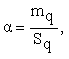 α = m_q / S_q ,